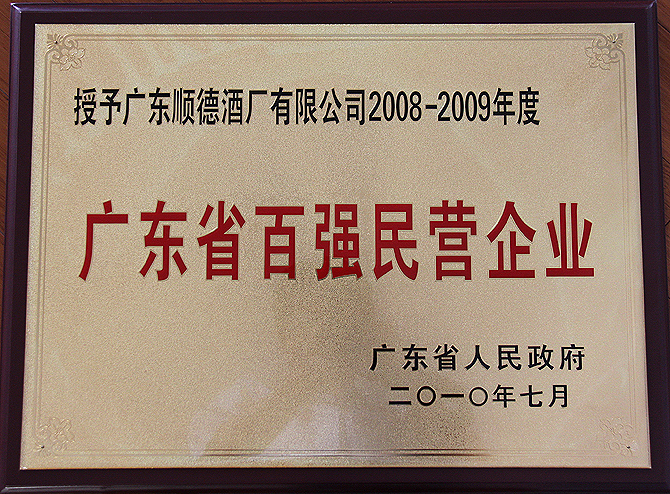 授予广东顺德酒厂有限公司2008-2009年度
广东省百强民营企业
广东省人民政府
二〇一〇年七月